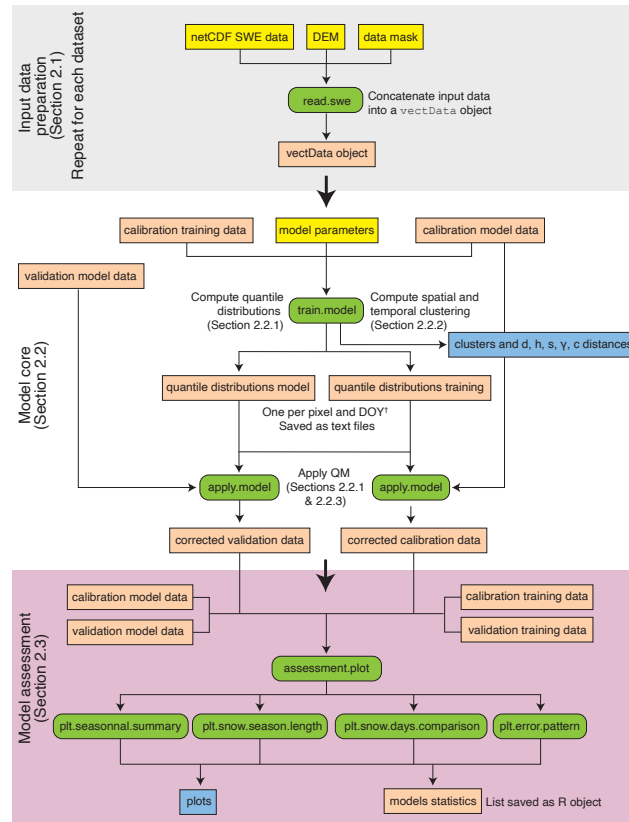 Input data
preparation
(Section 2.1)
Repeat for each dataset
netCDF SWE data
DEM
data mask
read.swe
Concatenate input data
into a vectData object
vectData object
Model core
(Section 2.2)
calibration training data
model parameters
calibration model data
validation model data
Compute quantile
distributions
(Section 2.2.1)
train.model
Compute spatial and
temporal clustering
(Section 2.2.2)
clusters and d, h, s, γ, c distances
quantile distributions model
quantile distributions training
One per pixel and DOY†
Saved as text files
apply.model
Apply QM
(Sections 2.2.1
& 2.2.3)
apply.model
corrected validation data
corrected calibration data
Model assessment
(Section 2.3)
calibration model data
calibration training data
validation model data
validation training data
assessment.plot
plt.seasonnal.summary
plt.snow.season.length
plt.snow.days.comparison
plt.error.pattern
plots
models statistics
List saved as R object